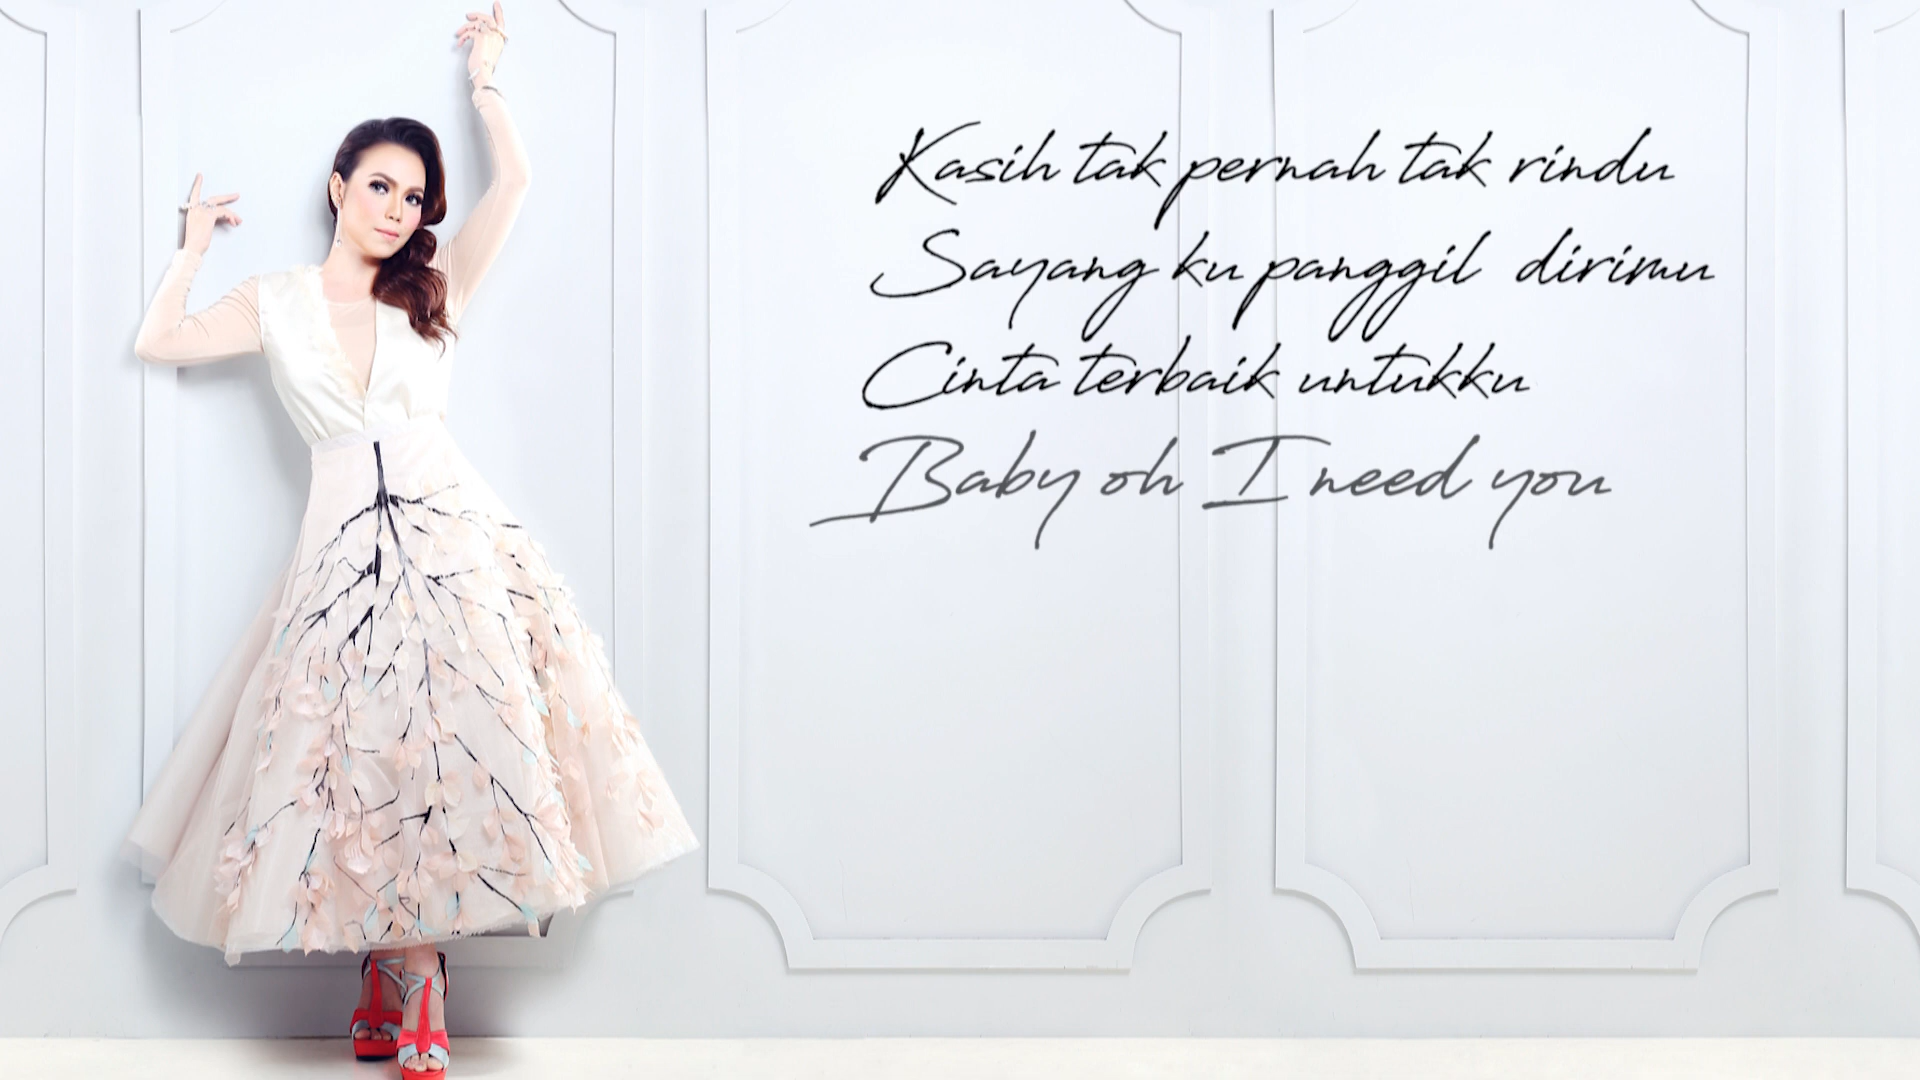 Kasih tak pernah tak rindu
Sayang ku panggil dirimu
Cinta terbaik untukku
Baby oh I need you